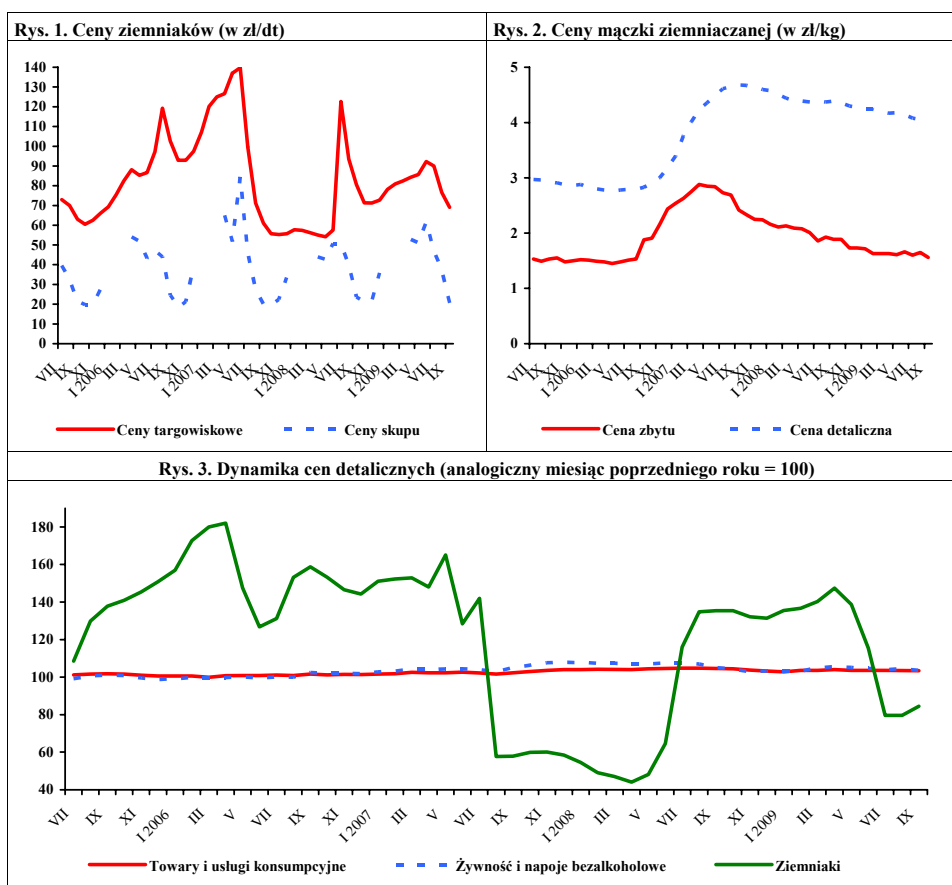 Rys. 1. Ceny ziemniaków (w zł/dt)
140
130
120
110
100
90
80
70
60
50
40
30
20
10
0
VII
IX
XI
I 2006
III
V
VII
IX
XI
I 2007
III
V
VII
IX
XI
I 2008
III
V
VII
IX
XI
I 2009
III
V
VII
IX
Ceny targowiskowe
Ceny skupu
Rys. 2. Ceny mączki ziemniaczanej (w zł/kg)
5
4
3
2
1
0
VII
IX
XI
I 2006
III
V
VII
IX
XI
I 2007
III
V
VII
IX
XI
I 2008
III
V
VII
IX
XI
I 2009
III
V
VII
IX
Cena zbytu
Cena detaliczna
Rys. 3. Dynamika cen detalicznych (analogiczny miesiąc poprzedniego roku = 100)
180
160
140
120
100
80
60
40
VII
IX
XI
I 2006
III
V
VII
IX
XI
I 2007
III
V
VII
IX
XI
I 2008
III
V
VII
IX
XI
I 2009
III
V
VII
IX
Towary i usługi konsumpcyjne
Żywność i napoje bezalkoholowe
Ziemniaki